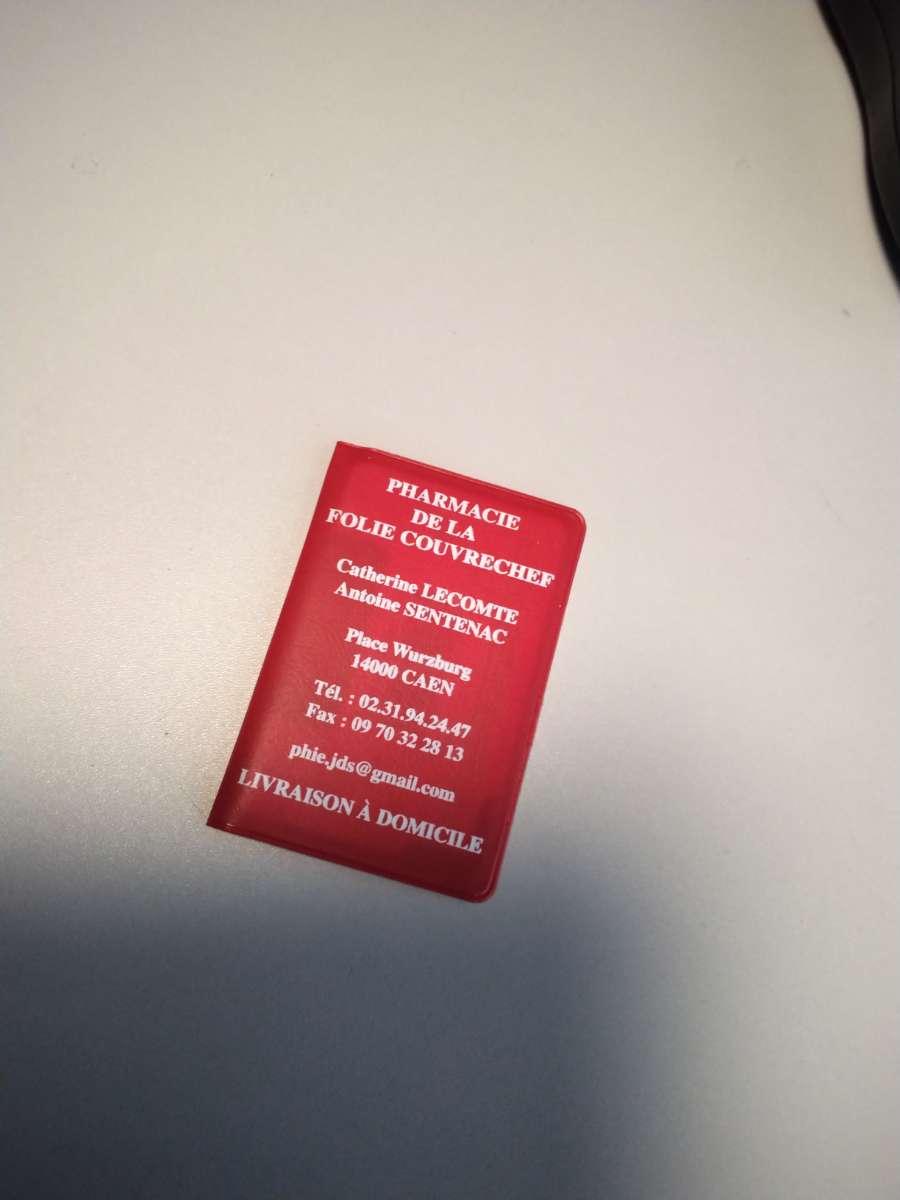 PHARMACIE
DE LA
FOLIE COUVRECHEF
Catherine LECOMTE
Antoine SENTENAC
Place Wurzburg
14000 CAEN
Tél. : 02.31.94.24.47
Fax : 09 70 32 28 13
phie.jds@gmail.com
LIVRAISON À DOMICILE